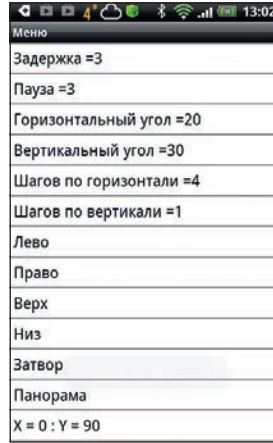 4° 13:02
Меню
Задержка =3
Пауза =3
Горизонтальный угол =20
Вертикальный угол =30
Шагов по горизонтали =4
Шагов по вертикали =1
Лево
Право
Верх
Низ
Затвор
Панорама
X = 0 : Y = 90